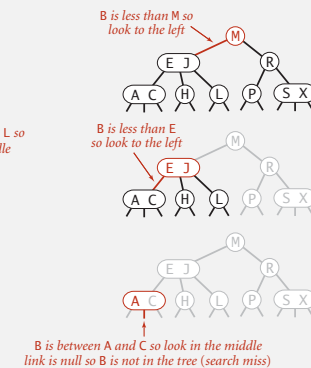 B is less than M so
look to the left
M
E J
R
A C
H
L
P
S X
L so
dle
B is less than E
so look to the left
M
E J
R
A C
H
L
P
S X
M
E J
R
A C
H
L
P
S X
B is between A and C so look in the middle
link is null so B is not in the tree (search miss)